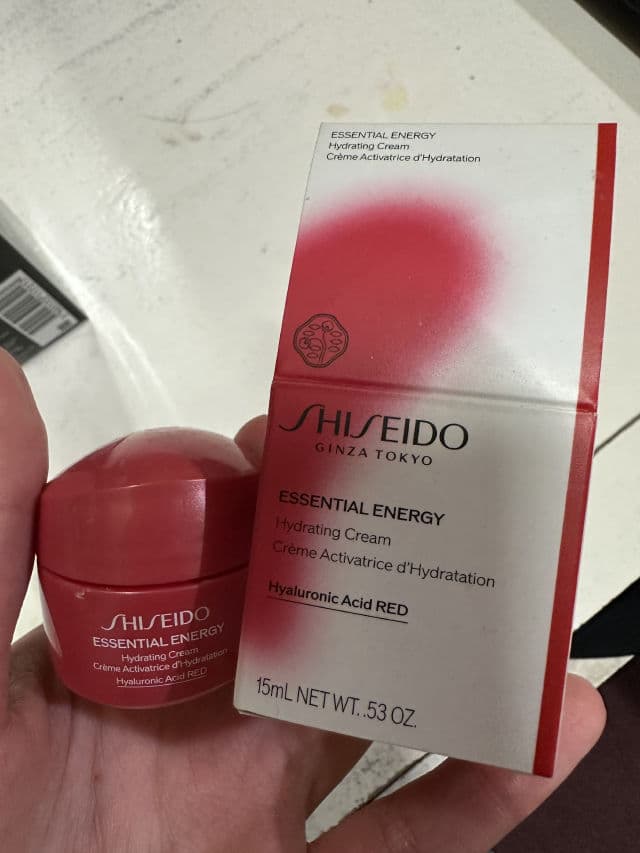 ESSENTIAL ENERGY
Hydrating Cream
Crème Activatrice d'Hydratation
SHISEIDO
GINZA TOKYO
ESSENTIAL ENERGY
Hydrating Cream
Crème Activatrice d'Hydratation
Hyaluronic Acid RED
15mL NET WT. .53 OZ.
SHISEIDO
ESSENTIAL ENERGY
Hydrating Cream
Crème Activatrice d'Hydratation
Hyaluronic Acid RED